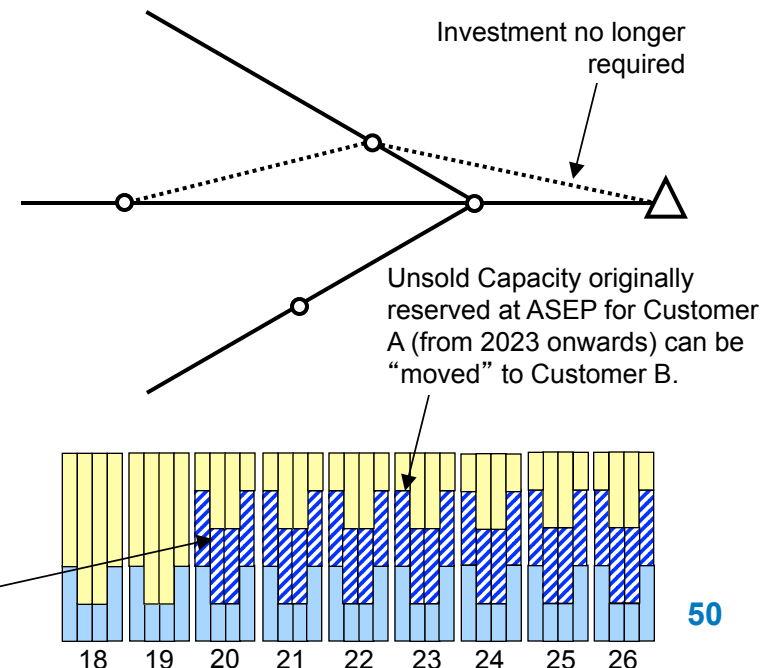 Investment no longer
required
Unsold Capacity originally
reserved at ASEP for Customer
A (from 2023 onwards) can be
“moved” to Customer B.
50
18 19 20 21 22 23 24 25 26